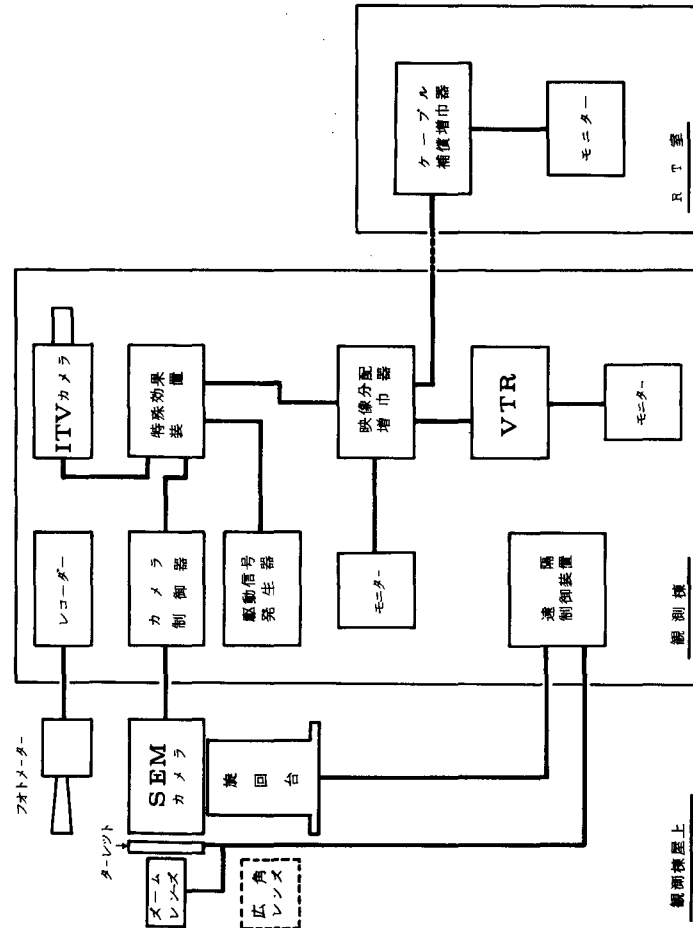 フォトメーター
レコーダー
ITVカメラ
ターレット
ズーム
レンズ
SEM
カメラ
カメラ
制御器
特殊効果
装置
広角
レンズ
旋回台
駆動信号
発生器
モニター
映像分配
増巾器
ケーブル
補償増巾器
モニター
VTR
遠隔
制御装置
モニター
観測棟屋上
観測棟
RT室